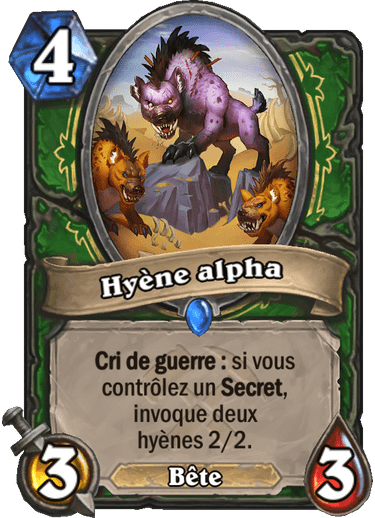 4
Hyène alpha
Cri de guerre : si vous
contrôlez un Secret,
invoque deux
hyènes 2/2.
3
Bête
3